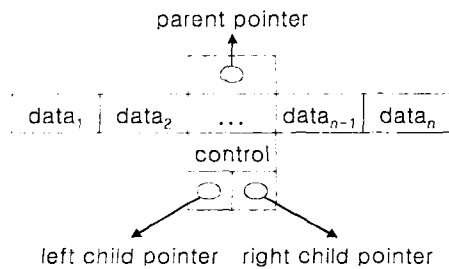 parent pointer
data₁ data₂ ... dataₙ₋₁ dataₙ
control
left child pointer right child pointer